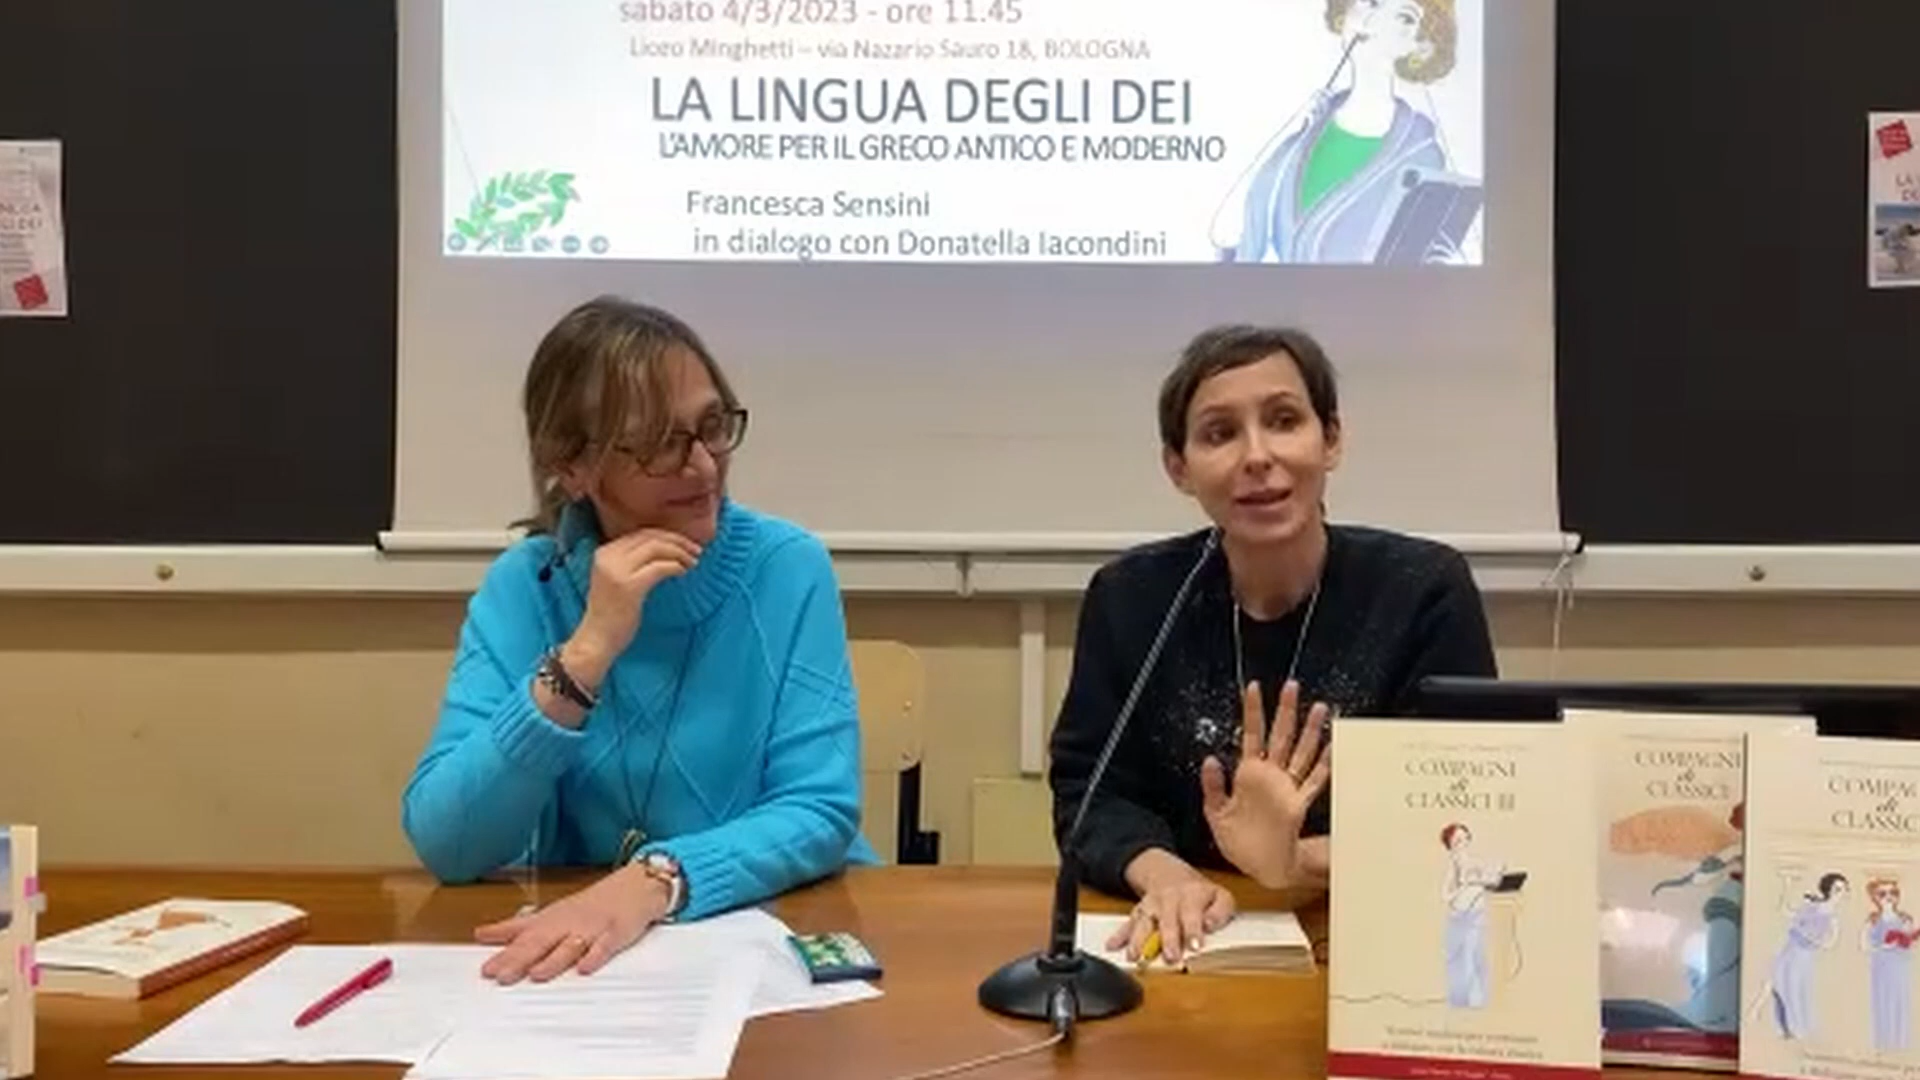 sabato 4/3/2023 - ore 11.45
Liceo Minghetti – via Nazario Sauro 18, BOLOGNA
LA LINGUA DEGLI DEI
L'AMORE PER IL GRECO ANTICO E MODERNO
Francesca Sensini
in dialogo con Donatella Iacondini
COMPAGNI
di
CLASSICI III
COMPAGNI
di
CLASSICI
COMPAG
di
CLASSIC